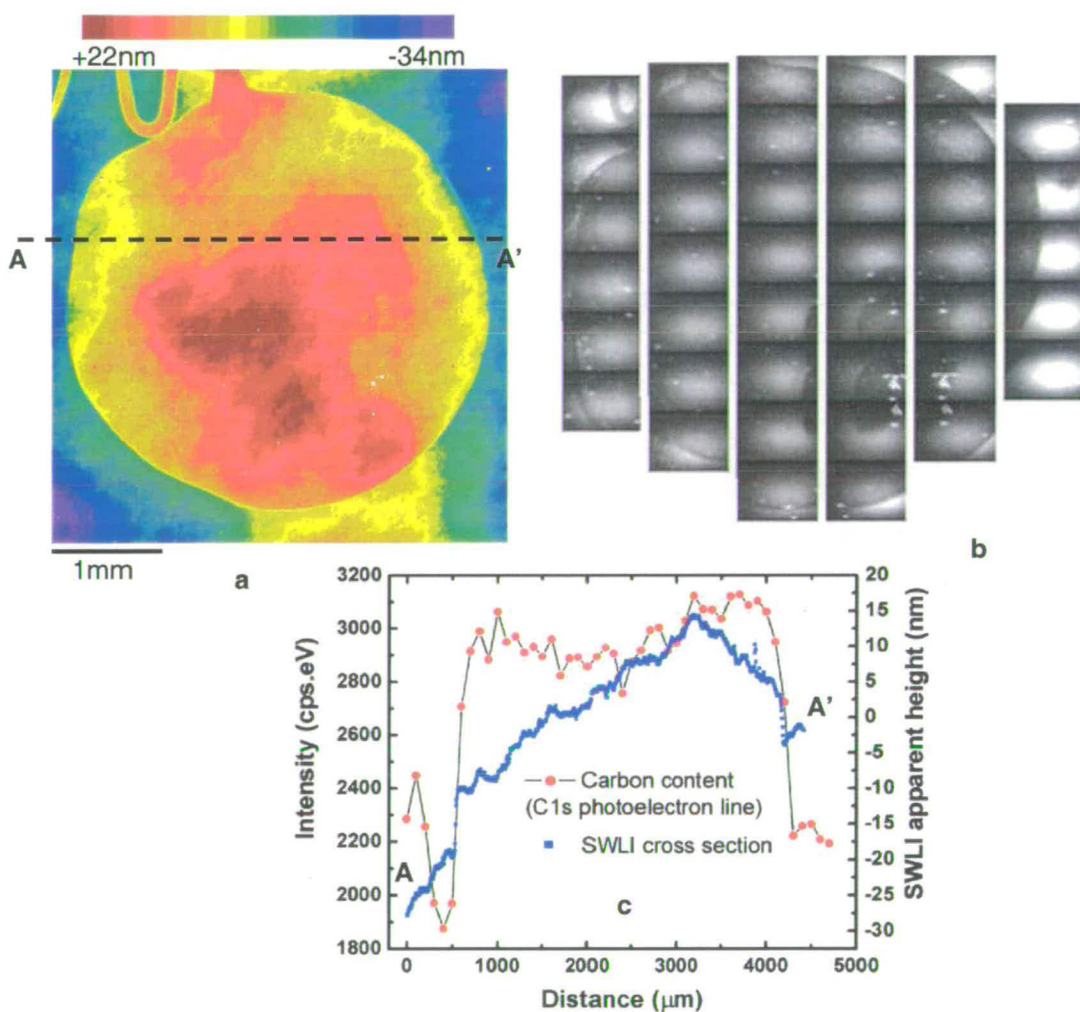 +22nm -34nm
A A'
1mm
a
b
3200
3000
2800
2600
2400
2200
2000
1800
Intensity (cps.eV)
20
15
10
5
0
-5
-10
-15
-20
-25
-30
SWLI apparent height (nm)
A'
Carbon content
(C1s photoelectron line)
SWLI cross section
A
c
0 1000 2000 3000 4000 5000
Distance (μm)